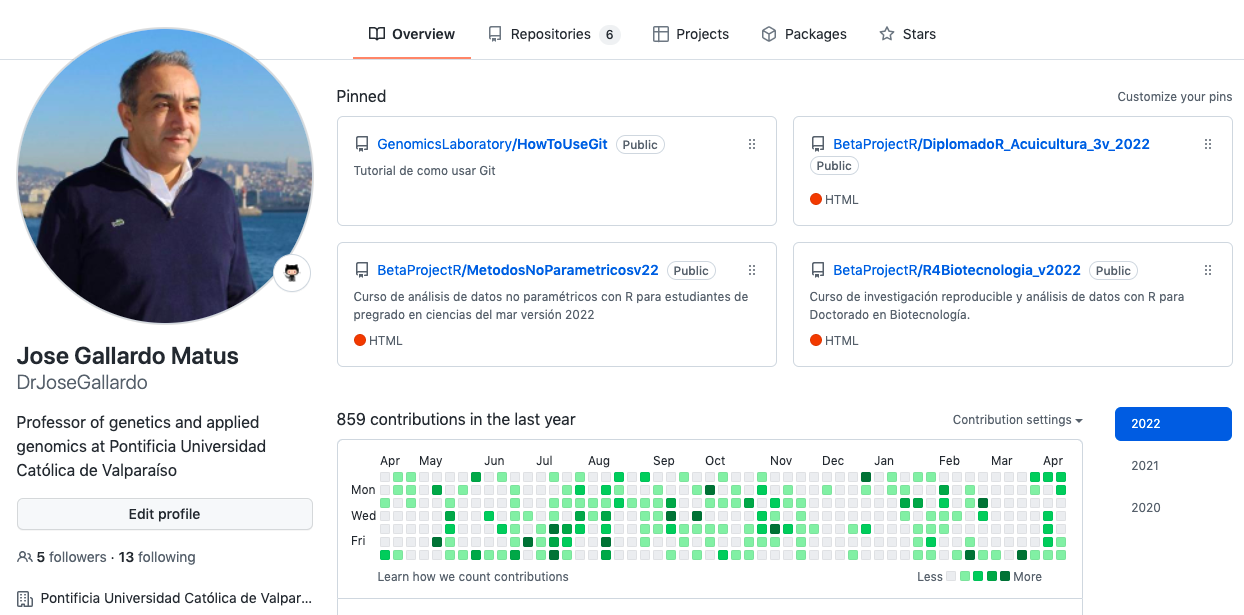 Overview
Repositories 6
Projects
Packages
Stars
Pinned
Customize your pins
GenomicsLaboratory/HowToUseGit Public
Tutorial de como usar Git
BetaProjectR/DiplomadoR_Acuicultura_3v_2022
Public
HTML
BetaProjectR/MetodosNoParametricosv22 Public
Curso de análisis de datos no paramétricos con R para estudiantes de
pregrado en ciencias del mar versión 2022
HTML
BetaProjectR/R4Biotecnologia_v2022 Public
Curso de investigación reproducible y análisis de datos con R para
Doctorado en Biotecnología.
HTML
Jose Gallardo Matus
DrJoseGallardo
Professor of genetics and applied
genomics at Pontificia Universidad
Católica de Valparaíso
Edit profile
5 followers · 13 following
Pontificia Universidad Católica de Valpar...
859 contributions in the last year
Contribution settings
2022
2021
2020
Apr May Jun Jul Aug Sep Oct Nov Dec Jan Feb Mar Apr
Mon
Wed
Fri
Learn how we count contributions
Less More